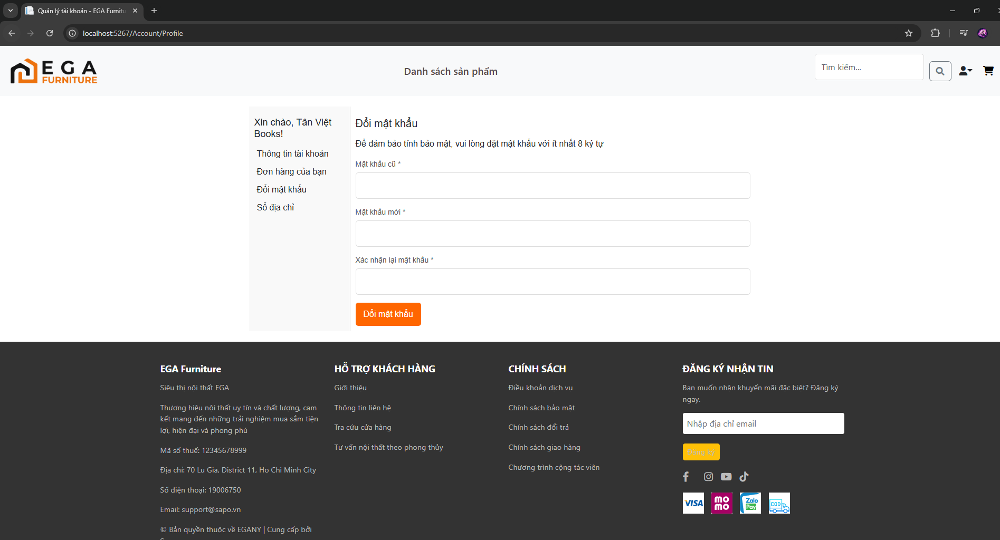 Quản lý tài khoản - EGA Furnitu
localhost:5267/Account/Profile
EGA
FURNITURE
Danh sách sản phẩm
Tìm kiếm...
Xin chào, Tân Việt
Books!
Thông tin tài khoản
Đơn hàng của bạn
Đổi mật khẩu
Sổ địa chỉ
Đổi mật khẩu
Để đảm bảo tính bảo mật, vui lòng đặt mật khẩu với ít nhất 8 ký tự
Mật khẩu cũ *
Mật khẩu mới *
Xác nhận lại mật khẩu *
Đổi mật khẩu
EGA Furniture
Siêu thị nội thất EGA
Thương hiệu nội thất uy tín và chất lượng, cam
kết mang đến những trải nghiệm mua sắm tiện
lợi, hiện đại và phong phú
Mã số thuế: 12345678999
Địa chỉ: 70 Lu Gia, District 11, Ho Chi Minh City
Số điện thoại: 19006750
Email: support@sapo.vn
© Bản quyền thuộc về EGANY | Cung cấp bởi
HỖ TRỢ KHÁCH HÀNG
Giới thiệu
Thông tin liên hệ
Tra cứu cửa hàng
Tư vấn nội thất theo phong thủy
CHÍNH SÁCH
Điều khoản dịch vụ
Chính sách bảo mật
Chính sách đổi trả
Chính sách giao hàng
Chương trình cộng tác viên
ĐĂNG KÝ NHẬN TIN
Bạn muốn nhận khuyến mãi đặc biệt? Đăng ký
ngay.
Nhập địa chỉ email
Đăng ký
VISA
mo
mo
Zalo
Pay
COD